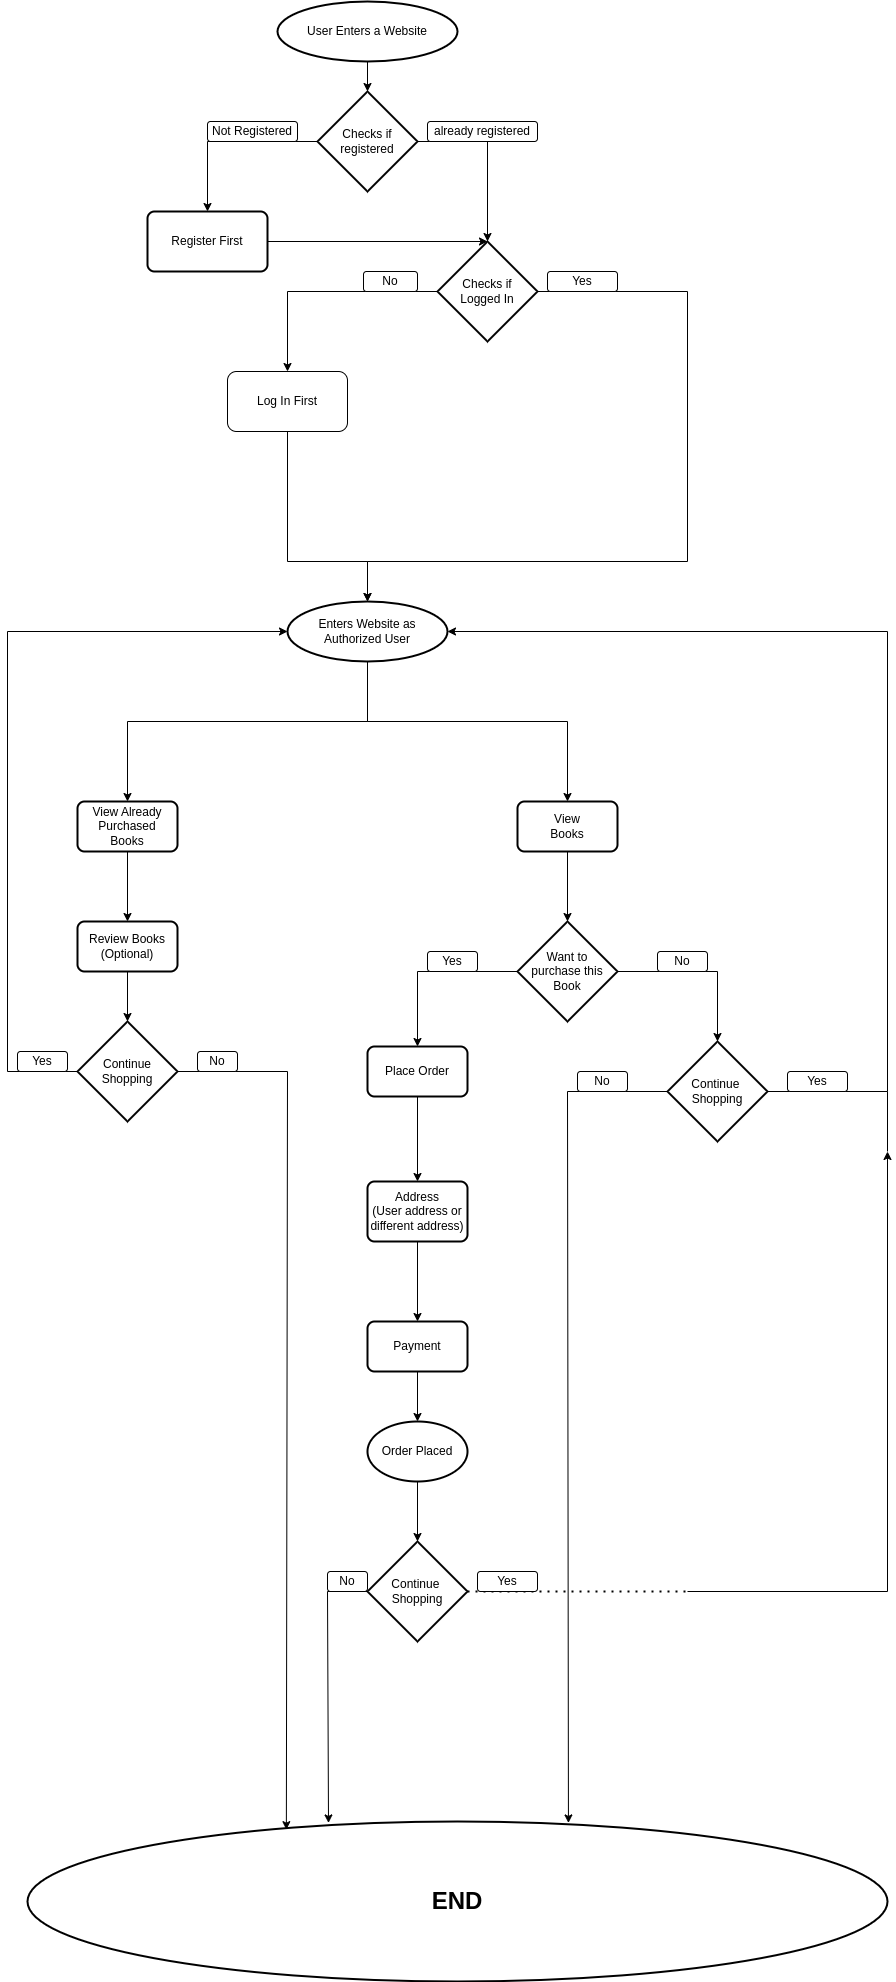 User Enters a Website
Not Registered
Checks if
registered
already registered
Register First
No
Checks if
Logged In
Yes
Log In First
Enters Website as
Authorized User
View Already
Purchased
Books
View
Books
Review Books
(Optional)
Yes
Want to
purchase this
Book
No
Yes
Continue
Shopping
No
Place Order
No
Continue
Shopping
Yes
Address
(User address or
different address)
Payment
Order Placed
No
Continue
Shopping
Yes
END